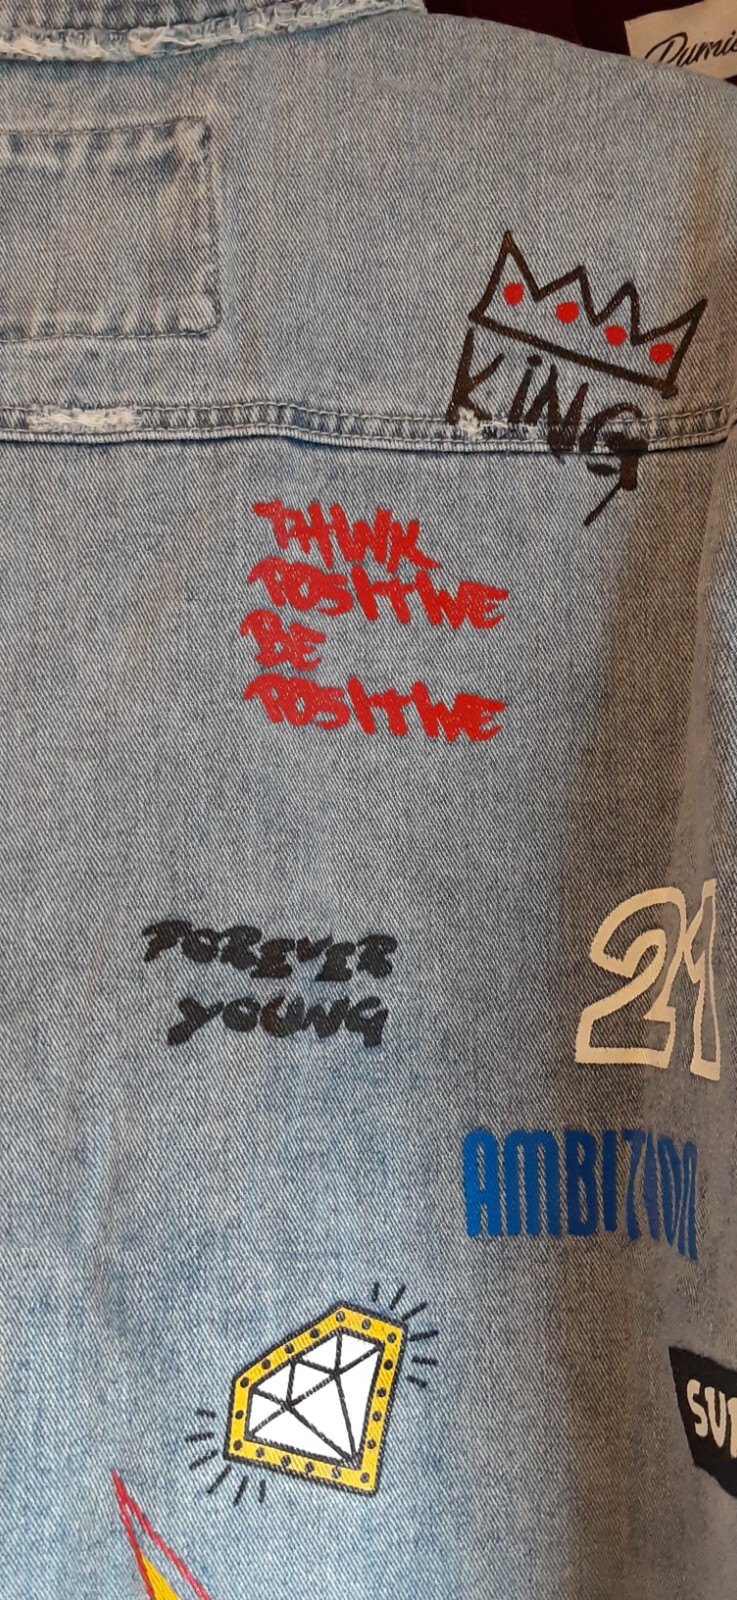 KiNG
THINK
POSITIVE
BE
POSITIVE
FOREVER
YOUNG
21
AMBITION